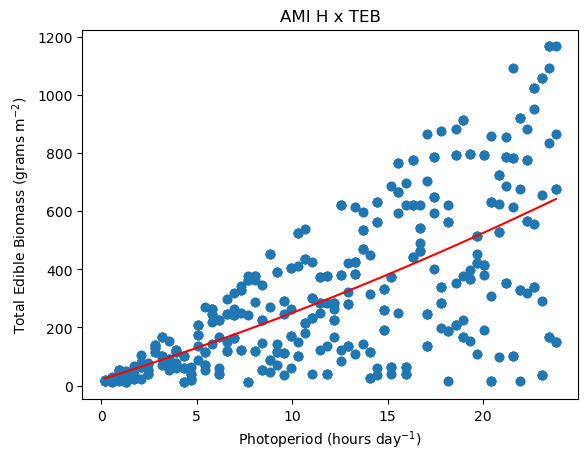 AMI H x TEB
Total Edible Biomass (grams m⁻²)
1200
1000
800
600
400
200
0
0 5 10 15 20
Photoperiod (hours day⁻¹)